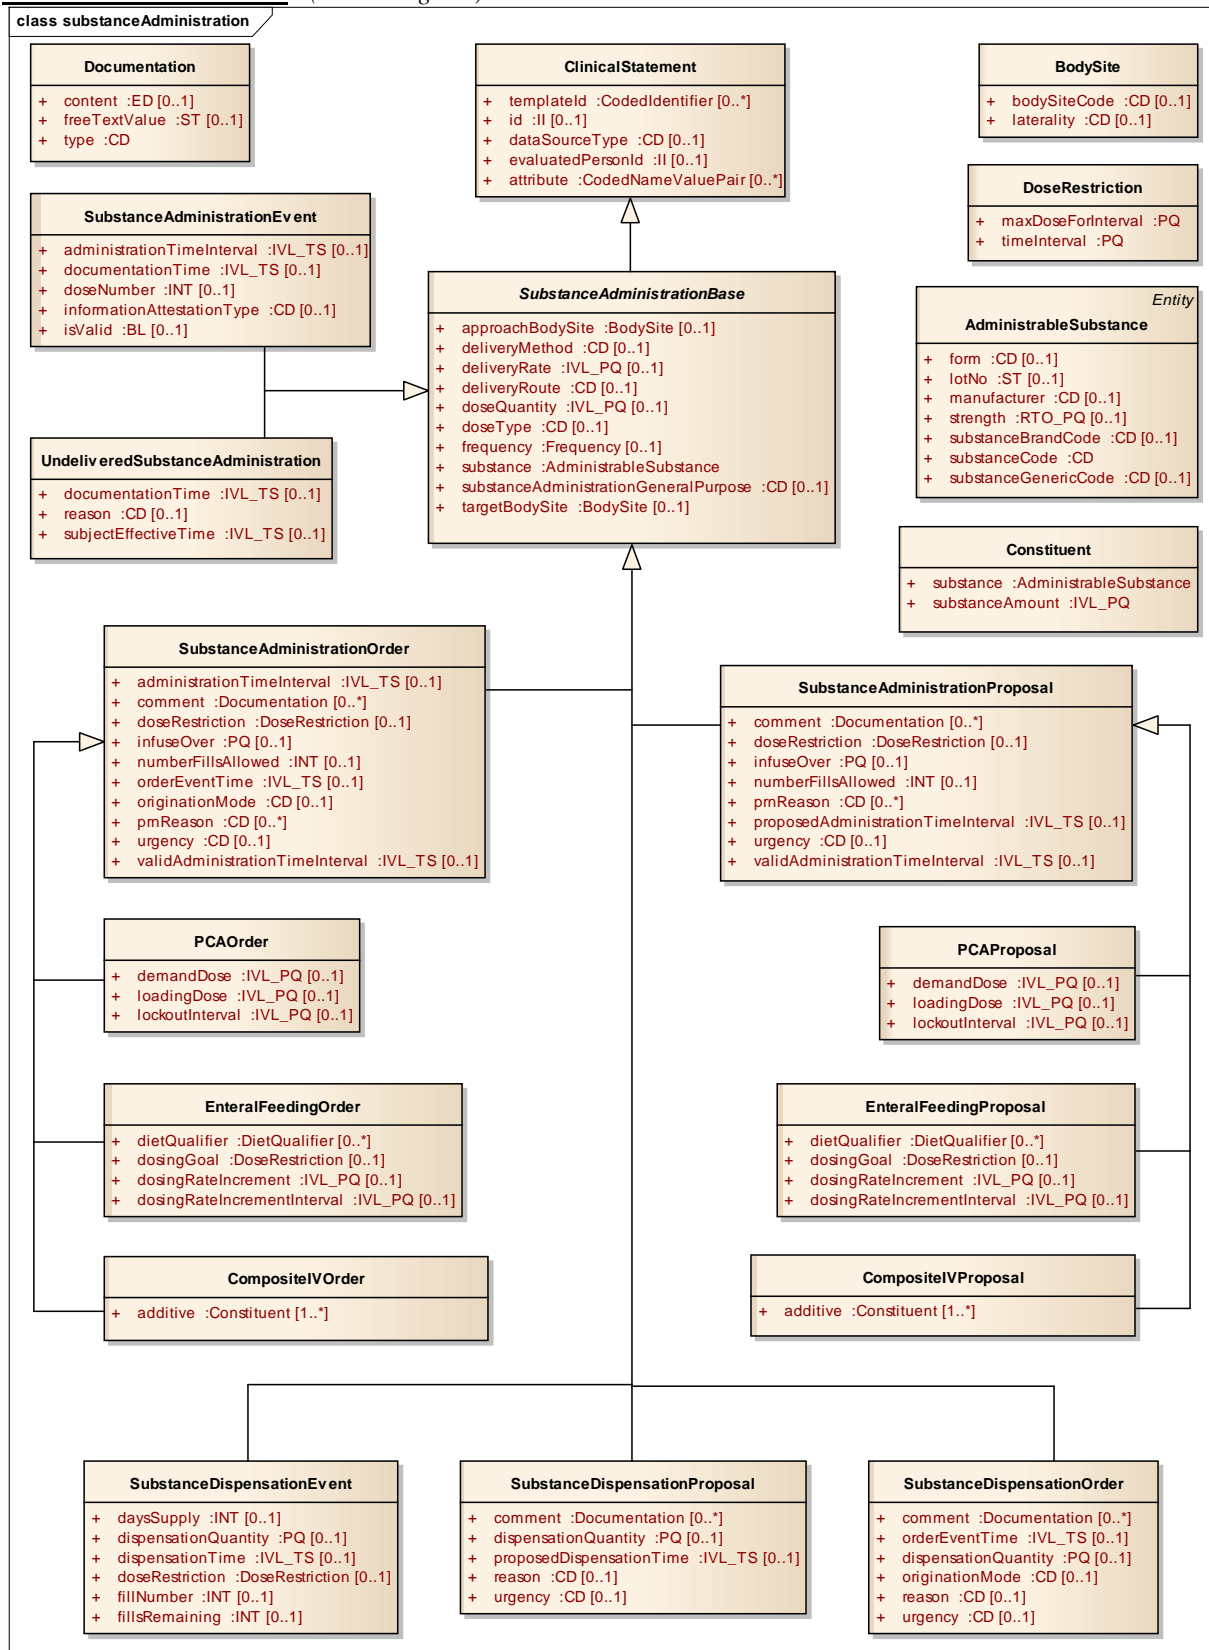 class substanceAdministration
Documentation
+ content :ED [0..1]
+ freeTextValue :ST [0..1]
+ type :CD
ClinicalStatement
+ templateId :CodedIdentifier [0..*]
+ id :II [0..1]
+ dataSourceType :CD [0..1]
+ evaluatedPersonId :II [0..1]
+ attribute :CodedNameValuePair [0..*]
BodySite
+ bodySiteCode :CD [0..1]
+ laterality :CD [0..1]
DoseRestriction
+ maxDoseForInterval :PQ
+ timeInterval :PQ
SubstanceAdministrationEvent
+ administrationTimeInterval :IVL_TS [0..1]
+ documentationTime :IVL_TS [0..1]
+ doseNumber :INT [0..1]
+ informationAttestationType :CD [0..1]
+ isValid :BL [0..1]
SubstanceAdministrationBase
+ approachBodySite :BodySite [0..1]
+ deliveryMethod :CD [0..1]
+ deliveryRate :IVL_PQ [0..1]
+ deliveryRoute :CD [0..1]
+ doseQuantity :IVL_PQ [0..1]
+ doseType :CD [0..1]
+ frequency :Frequency [0..1]
+ substance :AdministrableSubstance
+ substanceAdministrationGeneralPurpose :CD [0..1]
+ targetBodySite :BodySite [0..1]
Entity
AdministrableSubstance
+ form :CD [0..1]
+ lotNo :ST [0..1]
+ manufacturer :CD [0..1]
+ strength :RTO_PQ [0..1]
+ substanceBrandCode :CD [0..1]
+ substanceCode :CD
+ substanceGenericCode :CD [0..1]
UndeliveredSubstanceAdministration
+ documentationTime :IVL_TS [0..1]
+ reason :CD [0..1]
+ subjectEffectiveTime :IVL_TS [0..1]
Constituent
+ substance :AdministrableSubstance
+ substanceAmount :IVL_PQ
SubstanceAdministrationOrder
+ administrationTimeInterval :IVL_TS [0..1]
+ comment :Documentation [0..*]
+ doseRestriction :DoseRestriction [0..1]
+ infuseOver :PQ [0..1]
+ numberFillsAllowed :INT [0..1]
+ orderEventTime :IVL_TS [0..1]
+ originationMode :CD [0..1]
+ prnReason :CD [0..*]
+ urgency :CD [0..1]
+ validAdministrationTimeInterval :IVL_TS [0..1]
SubstanceAdministrationProposal
+ comment :Documentation [0..*]
+ doseRestriction :DoseRestriction [0..1]
+ infuseOver :PQ [0..1]
+ numberFillsAllowed :INT [0..1]
+ prnReason :CD [0..*]
+ proposedAdministrationTimeInterval :IVL_TS [0..1]
+ urgency :CD [0..1]
+ validAdministrationTimeInterval :IVL_TS [0..1]
PCAOrder
+ demandDose :IVL_PQ [0..1]
+ loadingDose :IVL_PQ [0..1]
+ lockoutInterval :IVL_PQ [0..1]
PCAProposal
+ demandDose :IVL_PQ [0..1]
+ loadingDose :IVL_PQ [0..1]
+ lockoutInterval :IVL_PQ [0..1]
EnteralFeedingOrder
+ dietQualifier :DietQualifier [0..*]
+ dosingGoal :DoseRestriction [0..1]
+ dosingRateIncrement :IVL_PQ [0..1]
+ dosingRateIncrementInterval :IVL_PQ [0..1]
EnteralFeedingProposal
+ dietQualifier :DietQualifier [0..*]
+ dosingGoal :DoseRestriction [0..1]
+ dosingRateIncrement :IVL_PQ [0..1]
+ dosingRateIncrementInterval :IVL_PQ [0..1]
CompositeIVOrder
+ additive :Constituent [1..*]
CompositeIVProposal
+ additive :Constituent [1..*]
SubstanceDispensationEvent
+ daysSupply :INT [0..1]
+ dispensationQuantity :PQ [0..1]
+ dispensationTime :IVL_TS [0..1]
+ doseRestriction :DoseRestriction [0..1]
+ fillNumber :INT [0..1]
+ fillsRemaining :INT [0..1]
SubstanceDispensationProposal
+ comment :Documentation [0..*]
+ dispensationQuantity :PQ [0..1]
+ proposedDispensationTime :IVL_TS [0..1]
+ reason :CD [0..1]
+ urgency :CD [0..1]
SubstanceDispensationOrder
+ comment :Documentation [0..*]
+ orderEventTime :IVL_TS [0..1]
+ dispensationQuantity :PQ [0..1]
+ originationMode :CD [0..1]
+ reason :CD [0..1]
+ urgency :CD [0..1]